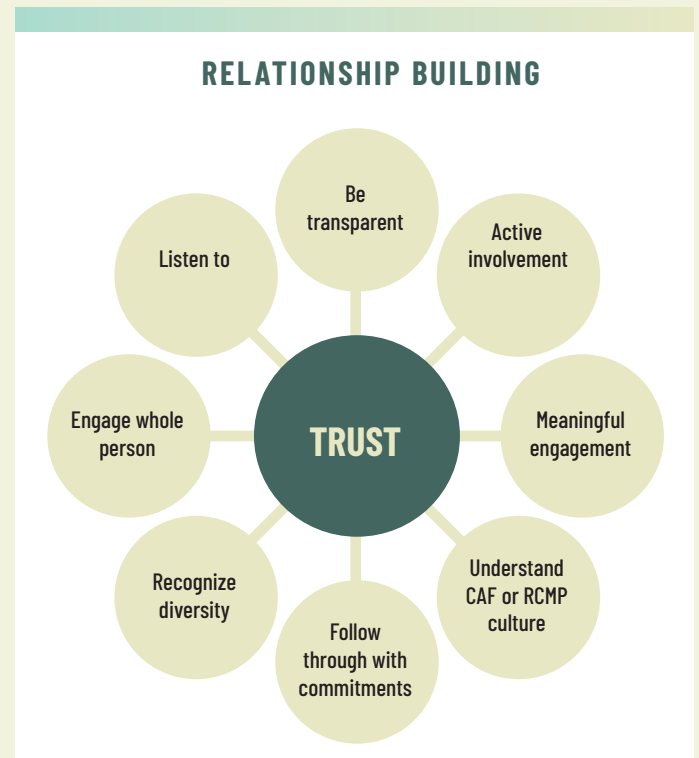 RELATIONSHIP BUILDING
Be
transparent
Active
involvement
Meaningful
engagement
Understand
CAF or RCMP
culture
Follow
through with
commitments
Recognize
diversity
Engage whole
person
Listen to
TRUST